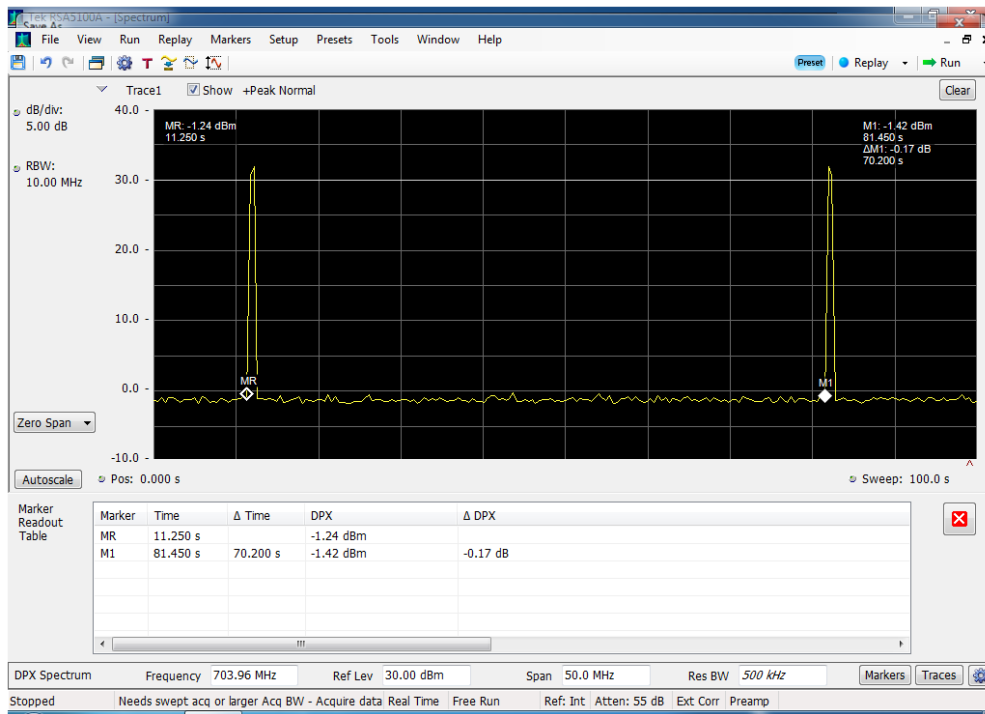 Tek RSA5100A - [Spectrum]
Save As
File View Run Replay Markers Setup Presets Tools Window Help
T Preset Replay Run
Trace1 Show +Peak Normal Clear
dB/div:
5.00 dB
RBW:
10.00 MHz
40.0 -
30.0 -
20.0 -
10.0 -
0.0 -
-10.0 -
MR: -1.24 dBm
11.250 s
M1: -1.42 dBm
81.450 s
ΔM1: -0.17 dB
70.200 s
MR
M1
Zero Span
Autoscale Pos: 0.000 s Sweep: 100.0 s
Marker
Readout
Table
Marker Time Δ Time DPX Δ DPX
MR 11.250 s -1.24 dBm
M1 81.450 s 70.200 s -1.42 dBm -0.17 dB
DPX Spectrum Frequency 703.96 MHz Ref Lev 30.00 dBm Span 50.0 MHz Res BW 500 kHz Markers Traces
Stopped Needs swept acq or larger Acq BW - Acquire data Real Time Free Run Ref: Int Atten: 55 dB Ext Corr Preamp